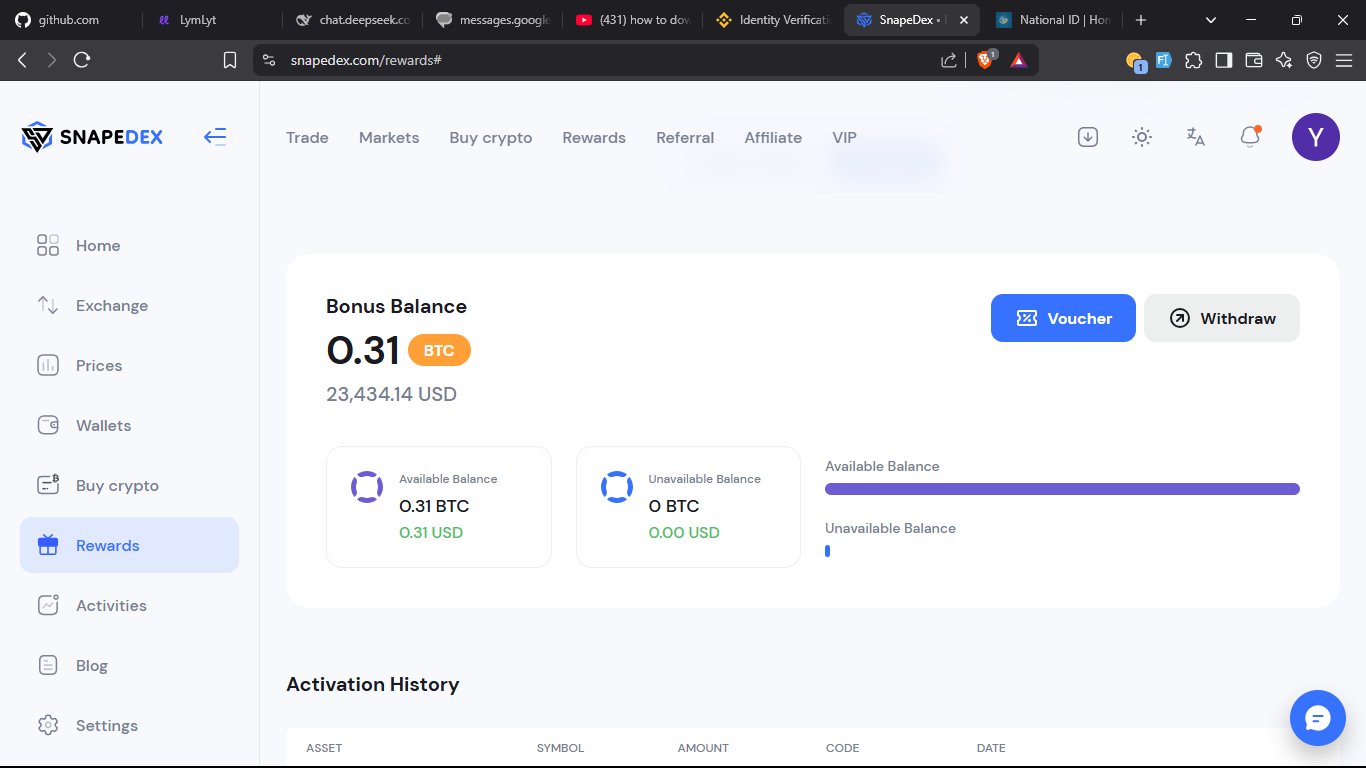 github.com
LymLyt
chat.deepseek.co
messages.google
(431) how to dow
Identity Verificati
SnapeDex •
National ID | Hon
snapedex.com/rewards#
1
1
SNAPEDEX
Trade
Markets
Buy crypto
Rewards
Referral
Affiliate
VIP
Y
Home
Exchange
Prices
Wallets
Buy crypto
Rewards
Activities
Blog
Settings
Bonus Balance
0.31 BTC
23,434.14 USD
Voucher
Withdraw
Available Balance
0.31 BTC
0.31 USD
Unavailable Balance
0 BTC
0.00 USD
Available Balance
Unavailable Balance
Activation History
ASSET
SYMBOL
AMOUNT
CODE
DATE